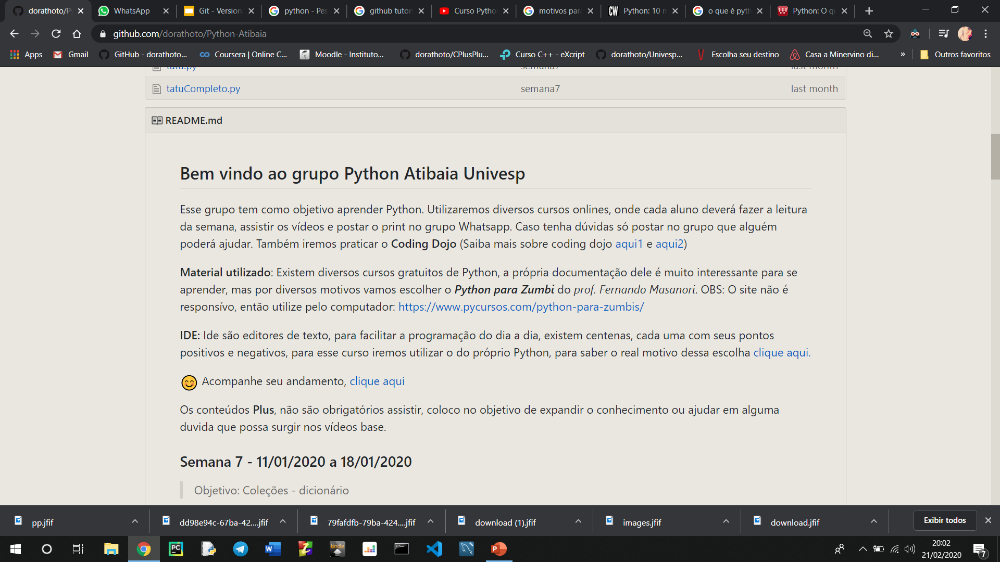 dorathoto/Py
WhatsApp
Git - Version
python - Pes
github tutori
Curso Pytho
motivos para
Python: 10 m
o que é pyth
Python: O qu
github.com/dorathoto/Python-Atibaia
Apps
Gmail
GitHub - dorathoto...
Coursera | Online C...
Moodle - Instituto...
dorathoto/CPlusPlu...
Curso C++ - eXcript
dorathoto/Univesp...
Escolha seu destino
Casa a Minervino di...
»
Outros favoritos
tatu.py semana7 last month
tatuCompleto.py semana7 last month
README.md
Bem vindo ao grupo Python Atibaia Univesp
Esse grupo tem como objetivo aprender Python. Utilizaremos diversos cursos onlines, onde cada aluno deverá fazer a leitura
da semana, assistir os vídeos e postar o print no grupo Whatsapp. Caso tenha dúvidas só postar no grupo que alguém
poderá ajudar. Também iremos praticar o Coding Dojo (Saiba mais sobre coding dojo aqui1 e aqui2)
Material utilizado: Existem diversos cursos gratuitos de Python, a própria documentação dele é muito interessante para se
aprender, mas por diversos motivos vamos escolher o Python para Zumbi do prof. Fernando Masanori. OBS: O site não é
responsívo, então utilize pelo computador: https://www.pycursos.com/python-para-zumbis/
IDE: Ide são editores de texto, para facilitar a programação do dia a dia, existem centenas, cada uma com seus pontos
positivos e negativos, para esse curso iremos utilizar o do próprio Python, para saber o real motivo dessa escolha clique aqui.
Acompanhe seu andamento, clique aqui
Os conteúdos Plus, não são obrigatórios assistir, coloco no objetivo de expandir o conhecimento ou ajudar em alguma
duvida que possa surgir nos vídeos base.
Semana 7 - 11/01/2020 a 18/01/2020
Objetivo: Coleções - dicionário
pp.jfif
dd98e94c-67ba-42....jfif
79fafdfb-79ba-424....jfif
download (1).jfif
images.jfif
download.jfif
Exibir todos
20:02
21/02/2020
7